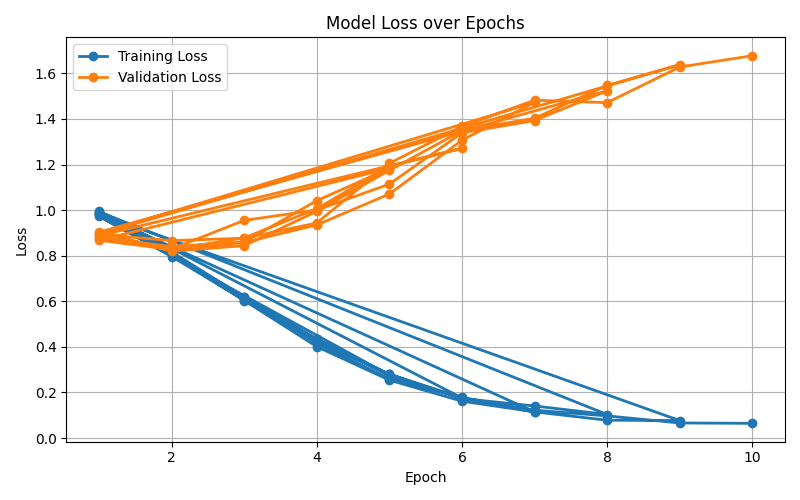 Model Loss over Epochs
Training Loss
Validation Loss
1.6
1.4
1.2
1.0
0.8
0.6
0.4
0.2
0.0
Loss
2 4 6 8 10
Epoch